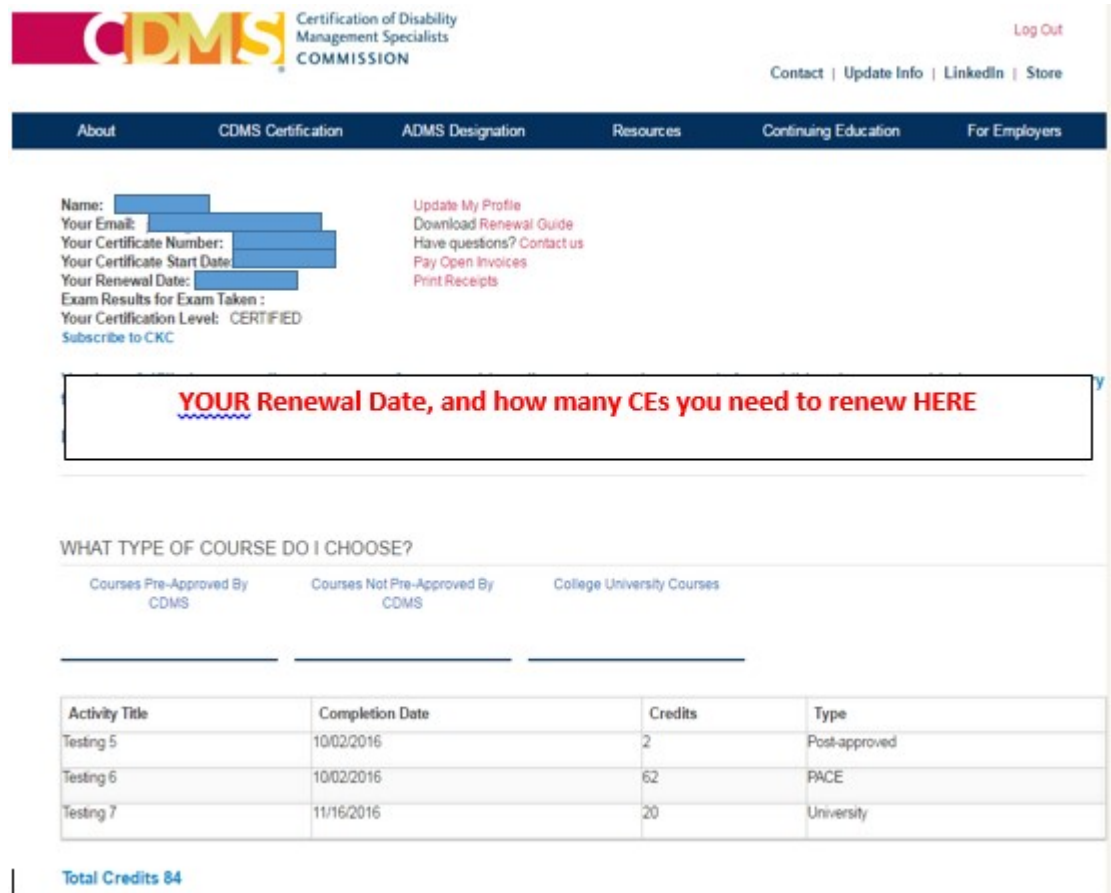 CDMS
Certification of Disability
Management Specialists
COMMISSION
Log Out
Contact | Update Info | LinkedIn | Store
About CDMS Certification ADMS Designation Resources Continuing Education For Employers
Name:
Your Email:
Your Certificate Number:
Your Certificate Start Date:
Your Renewal Date:
Exam Results for Exam Taken :
Your Certification Level: CERTIFIED
Subscribe to CKC
Update My Profile
Download Renewal Guide
Have questions? Contact us
Pay Open Invoices
Print Receipts
YOUR Renewal Date, and how many CEs you need to renew HERE
WHAT TYPE OF COURSE DO I CHOOSE?
Courses Pre-Approved By
CDMS
Courses Not Pre-Approved By
CDMS
College University Courses
Activity Title Completion Date Credits Type
Testing 5 10/02/2016 2 Post-approved
Testing 6 10/02/2016 62 PACE
Testing 7 11/16/2016 20 University
Total Credits 84